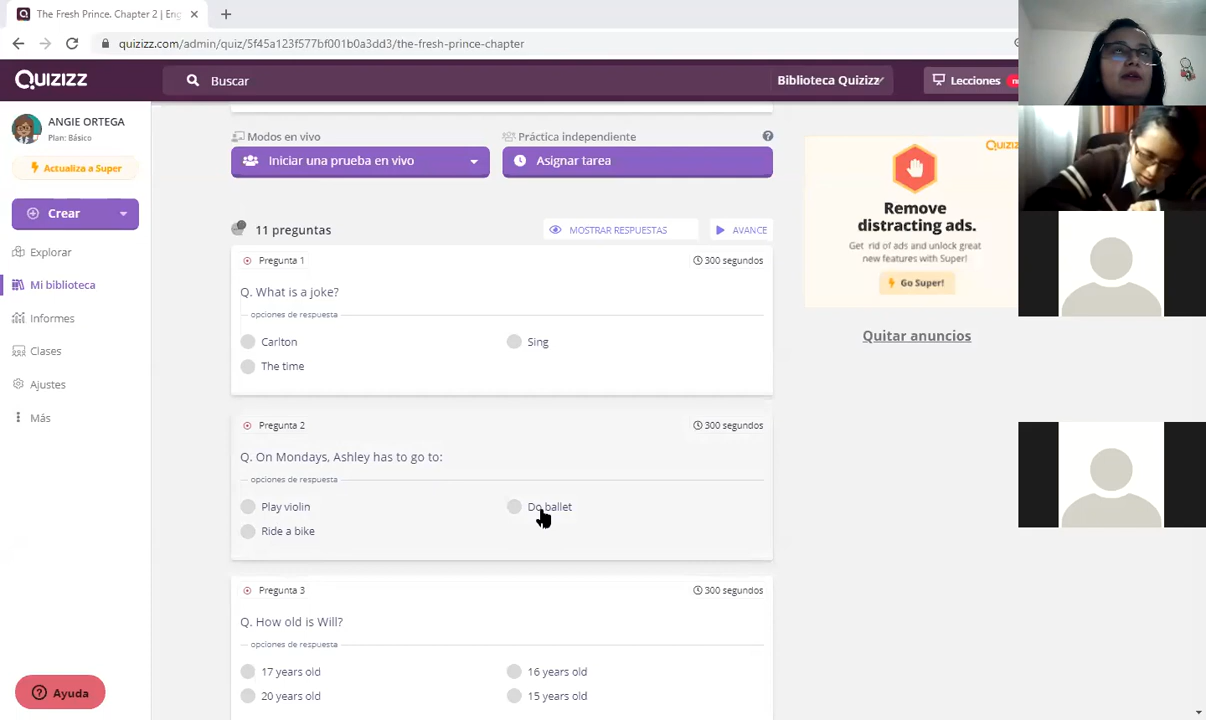 The Fresh Prince. Chapter 2 | Eng
quizizz.com/admin/quiz/5f45a123f577bf001b0a3dd3/the-fresh-prince-chapter
QUIZIZZ
Buscar
Biblioteca Quizizz
Lecciones
ANGIE ORTEGA
Plan: Básico
Actualiza a Super
Crear
Explorar
Mi biblioteca
Informes
Clases
Ajustes
Más
Ayuda
Modos en vivo
Práctica independiente
Iniciar una prueba en vivo
Asignar tarea
11 preguntas
MOSTRAR RESPUESTAS
AVANCE
Pregunta 1
300 segundos
Q. What is a joke?
opciones de respuesta
Carlton
Sing
The time
Pregunta 2
300 segundos
Q. On Mondays, Ashley has to go to:
opciones de respuesta
Play violin
Do ballet
Ride a bike
Pregunta 3
300 segundos
Q. How old is Will?
opciones de respuesta
17 years old
16 years old
20 years old
15 years old
Remove
distracting ads.
Get rid of ads and unlock great
new features with Super!
Go Super!
Quitar anuncios